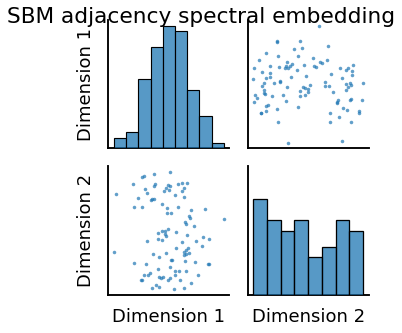 SBM adjacency spectral embedding
Dimension 1
Dimension 2
Dimension 1 Dimension 2